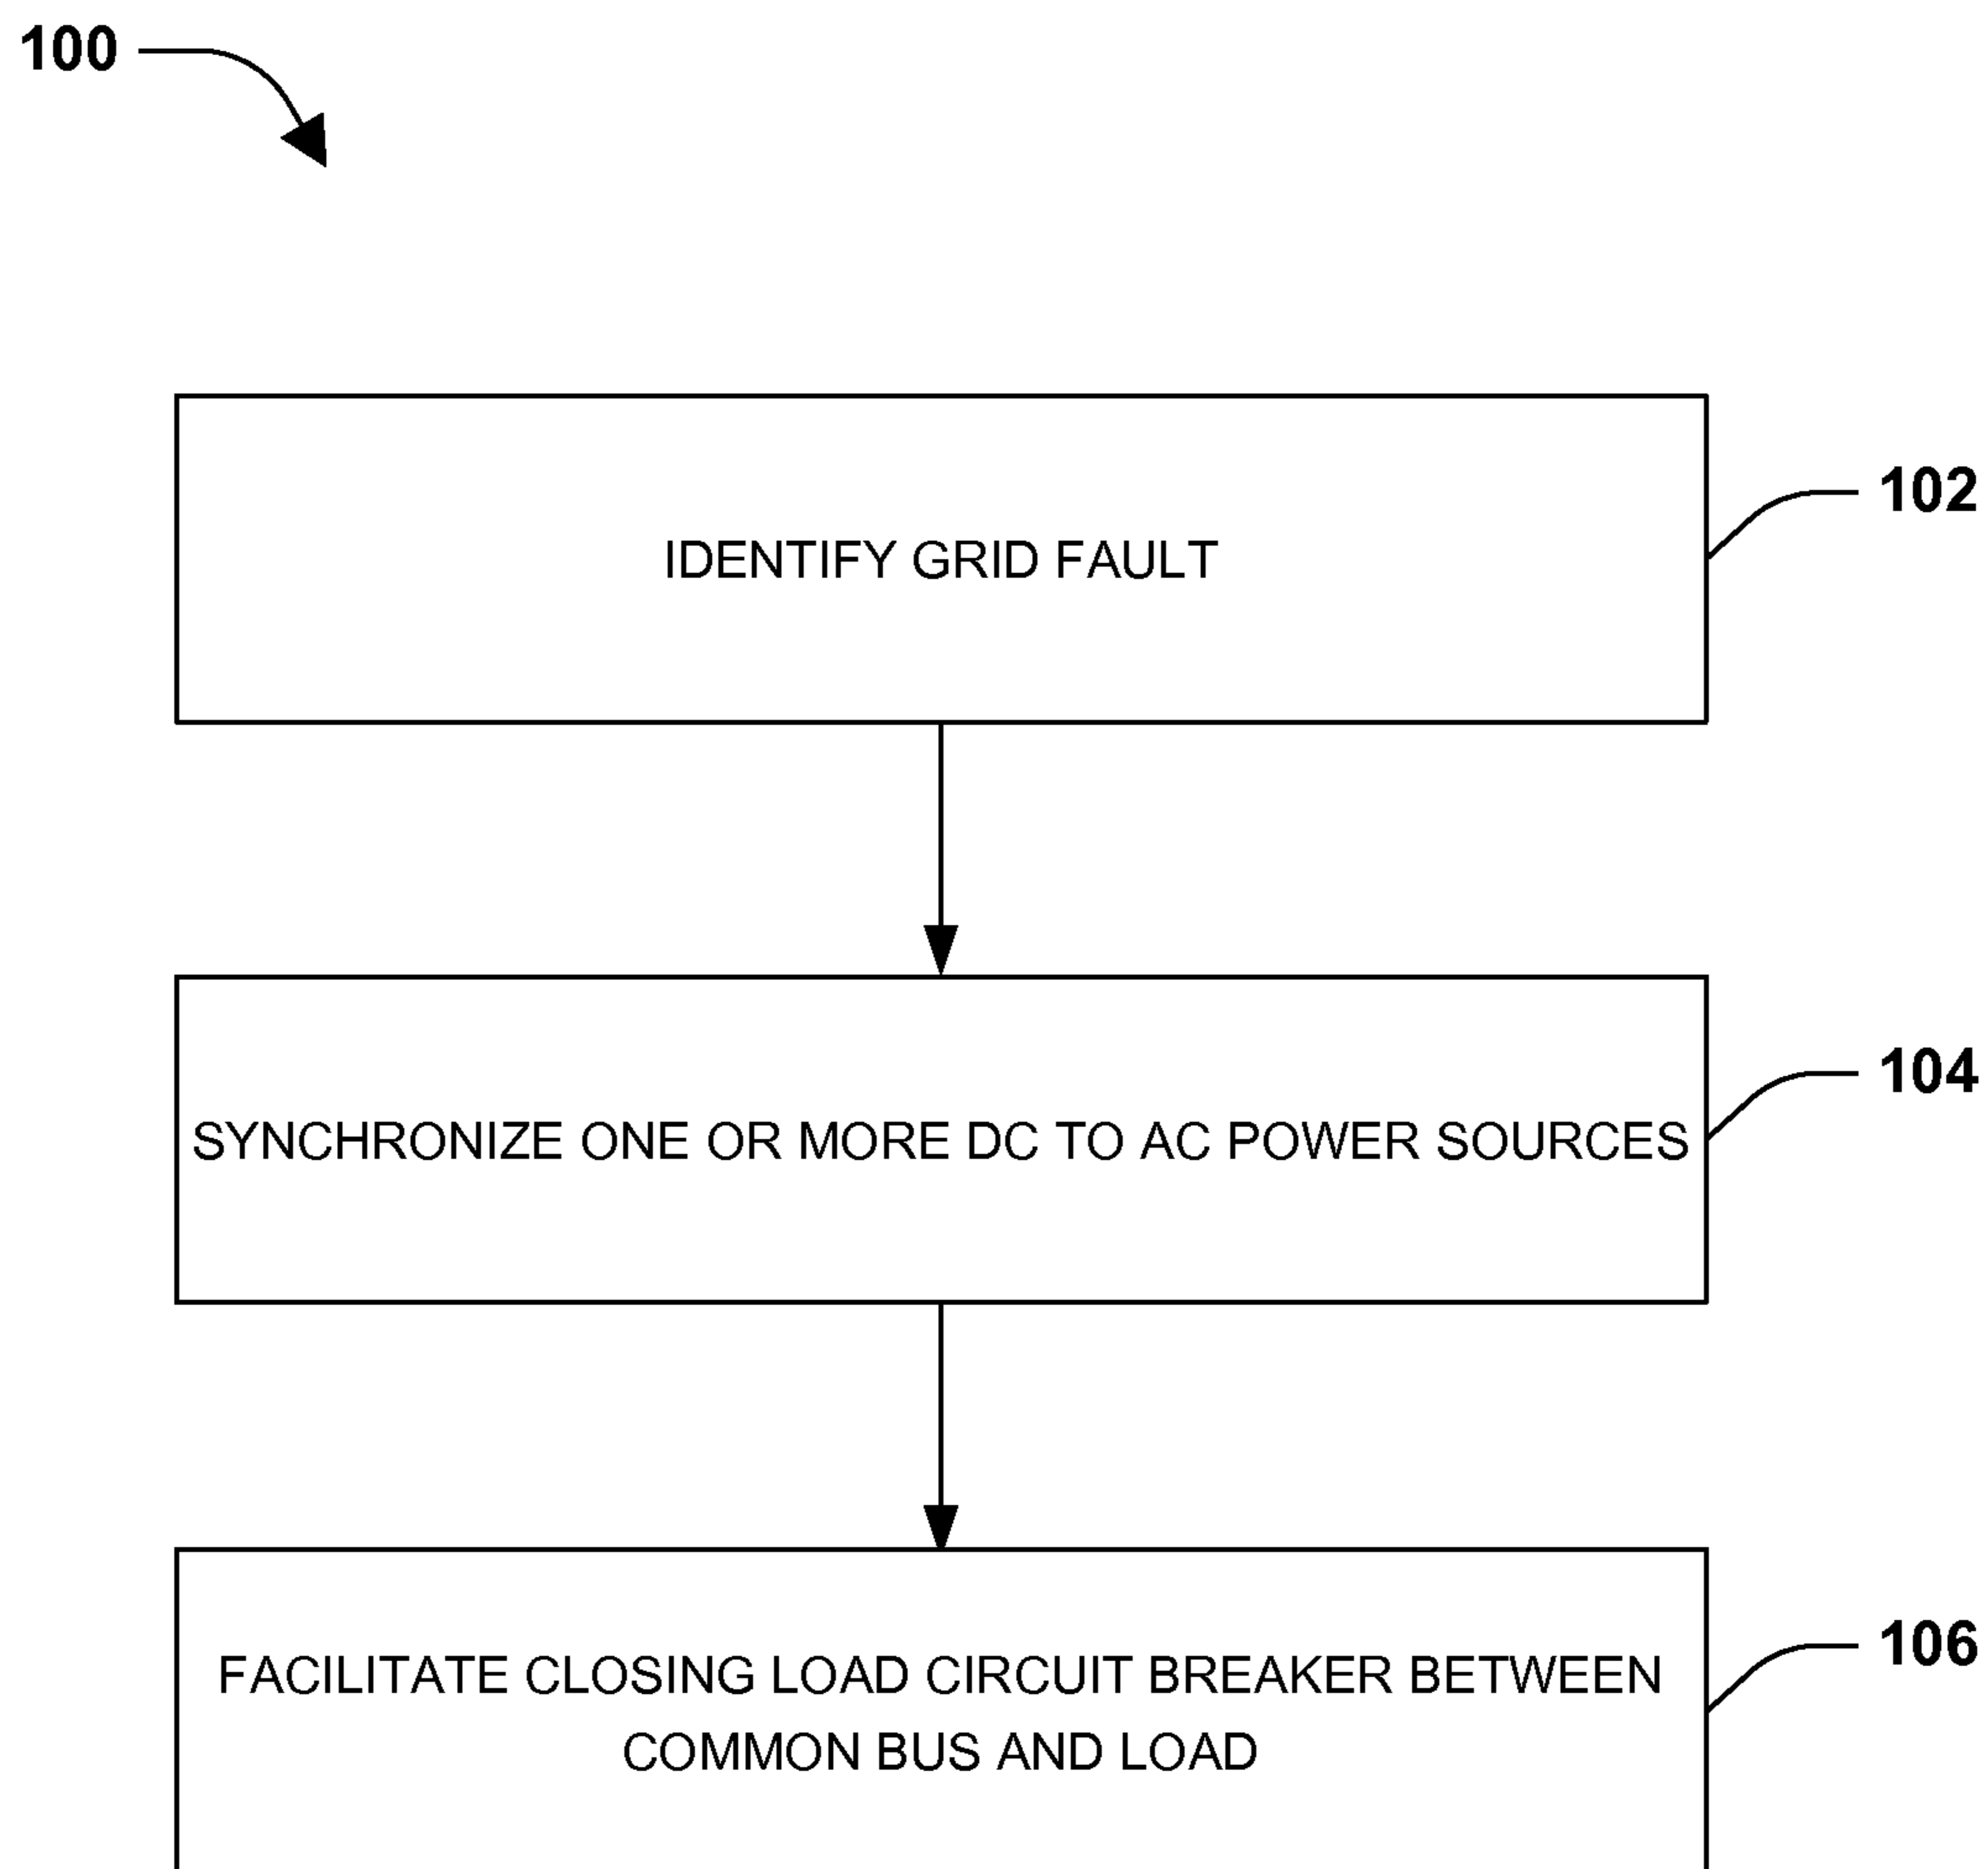 100
IDENTIFY GRID FAULT
102
SYNCHRONIZE ONE OR MORE DC TO AC POWER SOURCES
104
FACILITATE CLOSING LOAD CIRCUIT BREAKER BETWEEN
COMMON BUS AND LOAD
106